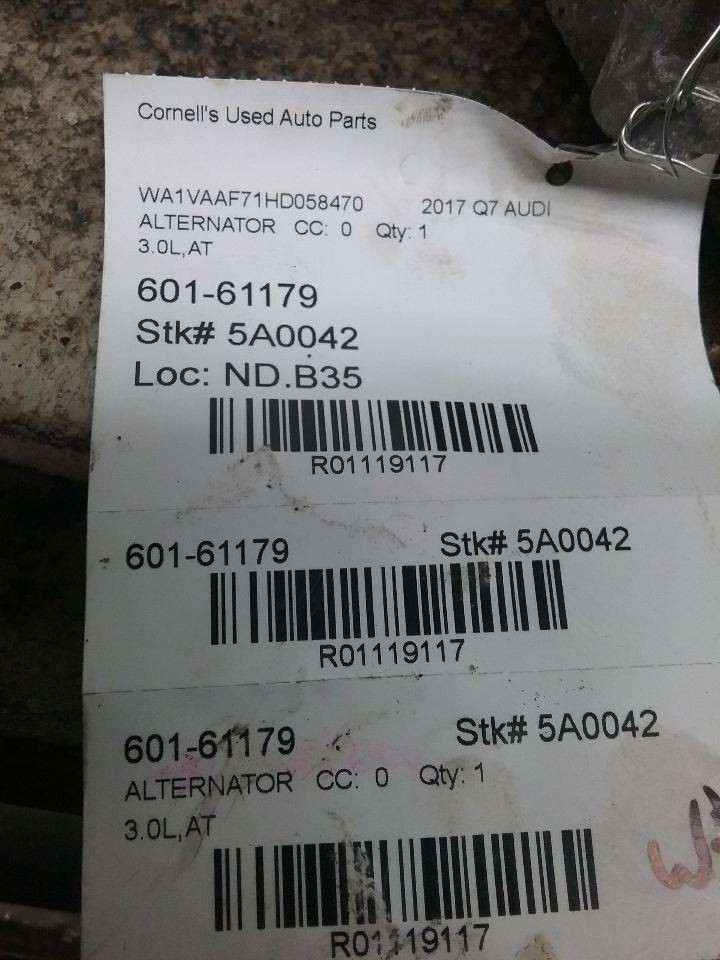 Cornell's Used Auto Parts
WA1VAAF71HD058470 2017 Q7 AUDI
ALTERNATOR CC: 0 Qty: 1
3.0L,AT
601-61179
Stk# 5A0042
Loc: ND.B35
R01119117
601-61179 Stk# 5A0042
R01119117
601-61179 Stk# 5A0042
ALTERNATOR CC: 0 Qty: 1
3.0L,AT
R01119117